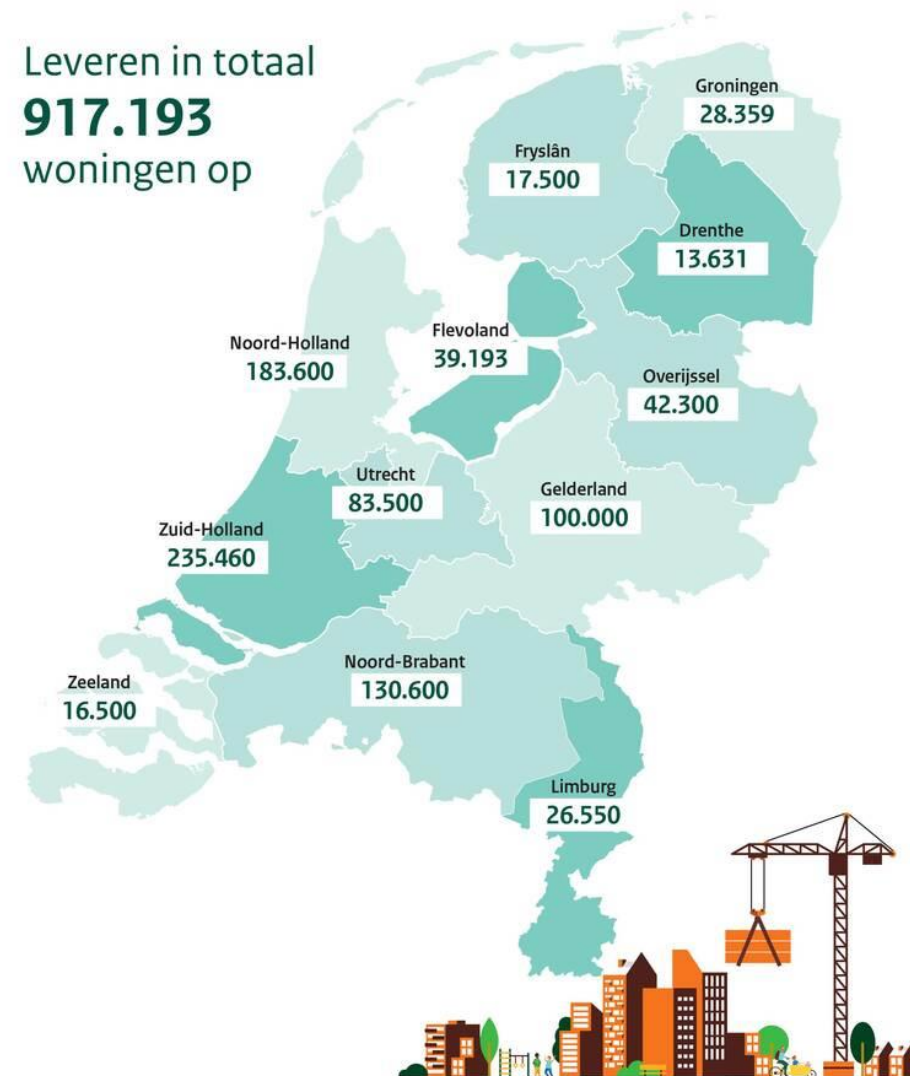 Leveren in totaal
917.193
woningen op
Groningen
28.359
Fryslân
17.500
Drenthe
13.631
Noord-Holland
183.600
Flevoland
39.193
Overijssel
42.300
Utrecht
83.500
Gelderland
100.000
Zuid-Holland
235.460
Noord-Brabant
130.600
Zeeland
16.500
Limburg
26.550